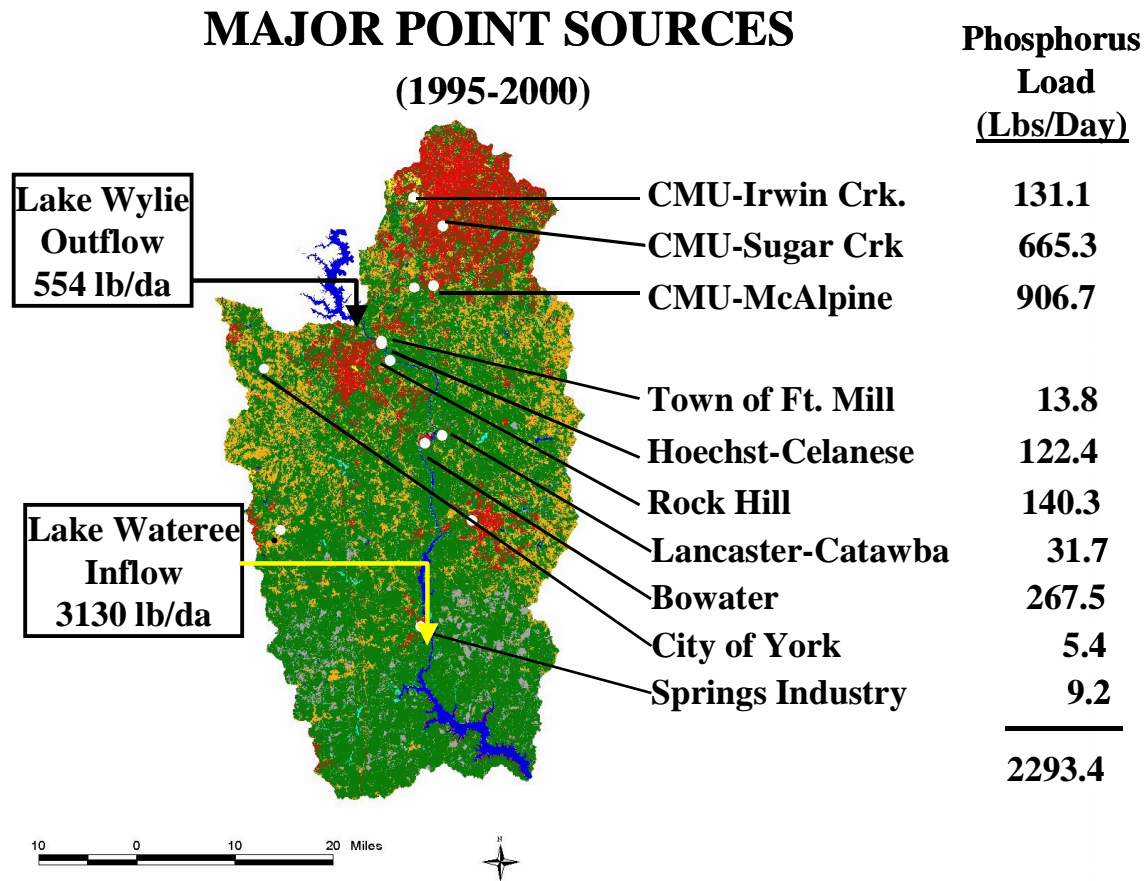 MAJOR POINT SOURCES
(1995-2000)
Phosphorus
Load
(Lbs/Day)
Lake Wylie
Outflow
554 lb/da
CMU-Irwin Crk. 131.1
CMU-Sugar Crk 665.3
CMU-McAlpine 906.7
Town of Ft. Mill 13.8
Hoechst-Celanese 122.4
Rock Hill 140.3
Lancaster-Catawba 31.7
Bowater 267.5
City of York 5.4
Springs Industry 9.2
2293.4
Lake Wateree
Inflow
3130 lb/da
10 0 10 20 Miles
N